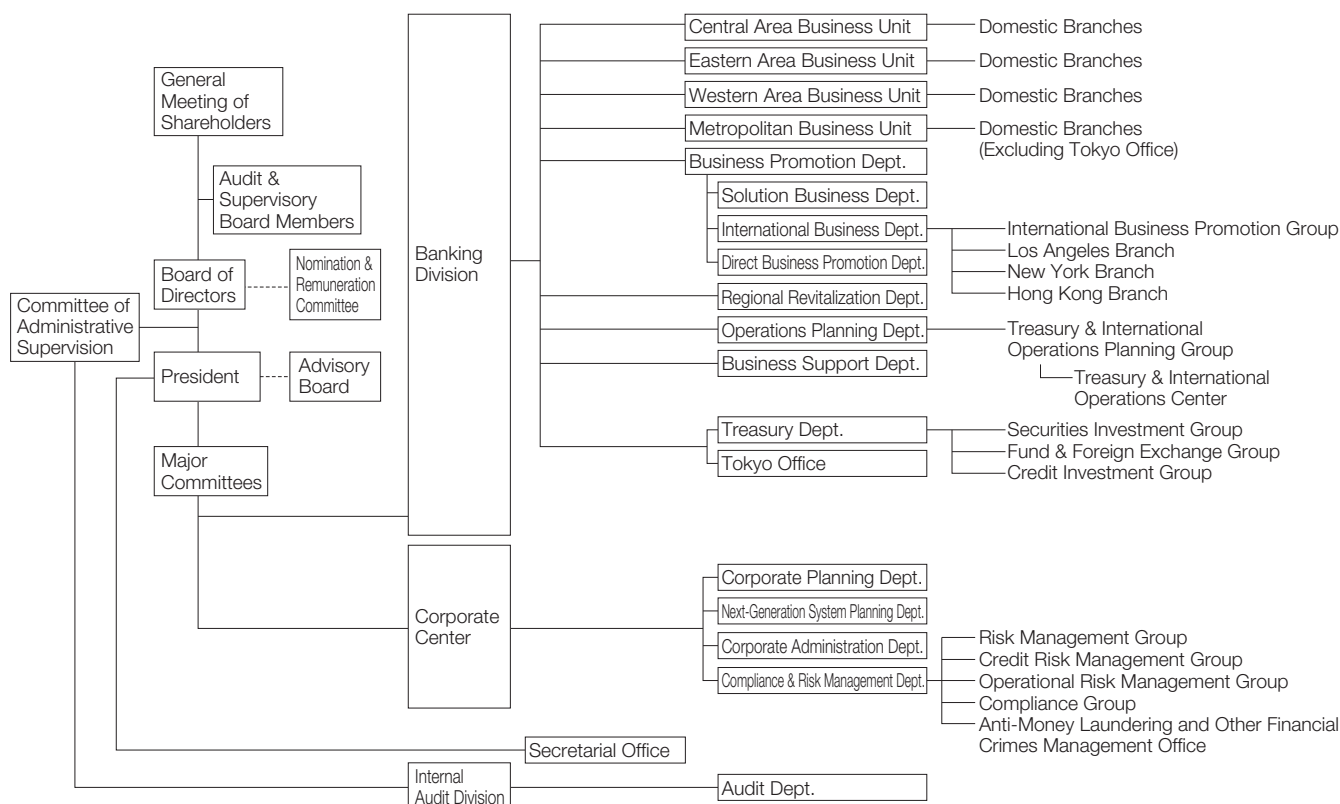 General
Meeting of
Shareholders
Audit &
Supervisory
Board Members
Board of
Directors
Nomination &
Remuneration
Committee
Committee of
Administrative
Supervision
President
Advisory
Board
Major
Committees
Banking
Division
Central Area Business Unit
Domestic Branches
Eastern Area Business Unit
Domestic Branches
Western Area Business Unit
Domestic Branches
Metropolitan Business Unit
Domestic Branches
(Excluding Tokyo Office)
Business Promotion Dept.
Solution Business Dept.
International Business Dept.
International Business Promotion Group
Los Angeles Branch
New York Branch
Hong Kong Branch
Direct Business Promotion Dept.
Regional Revitalization Dept.
Operations Planning Dept.
Treasury & International
Operations Planning Group
Treasury & International
Operations Center
Business Support Dept.
Treasury Dept.
Securities Investment Group
Fund & Foreign Exchange Group
Credit Investment Group
Tokyo Office
Corporate
Center
Corporate Planning Dept.
Next-Generation System Planning Dept.
Corporate Administration Dept.
Compliance & Risk Management Dept.
Risk Management Group
Credit Risk Management Group
Operational Risk Management Group
Compliance Group
Anti-Money Laundering and Other Financial
Crimes Management Office
Secretarial Office
Internal
Audit Division
Audit Dept.